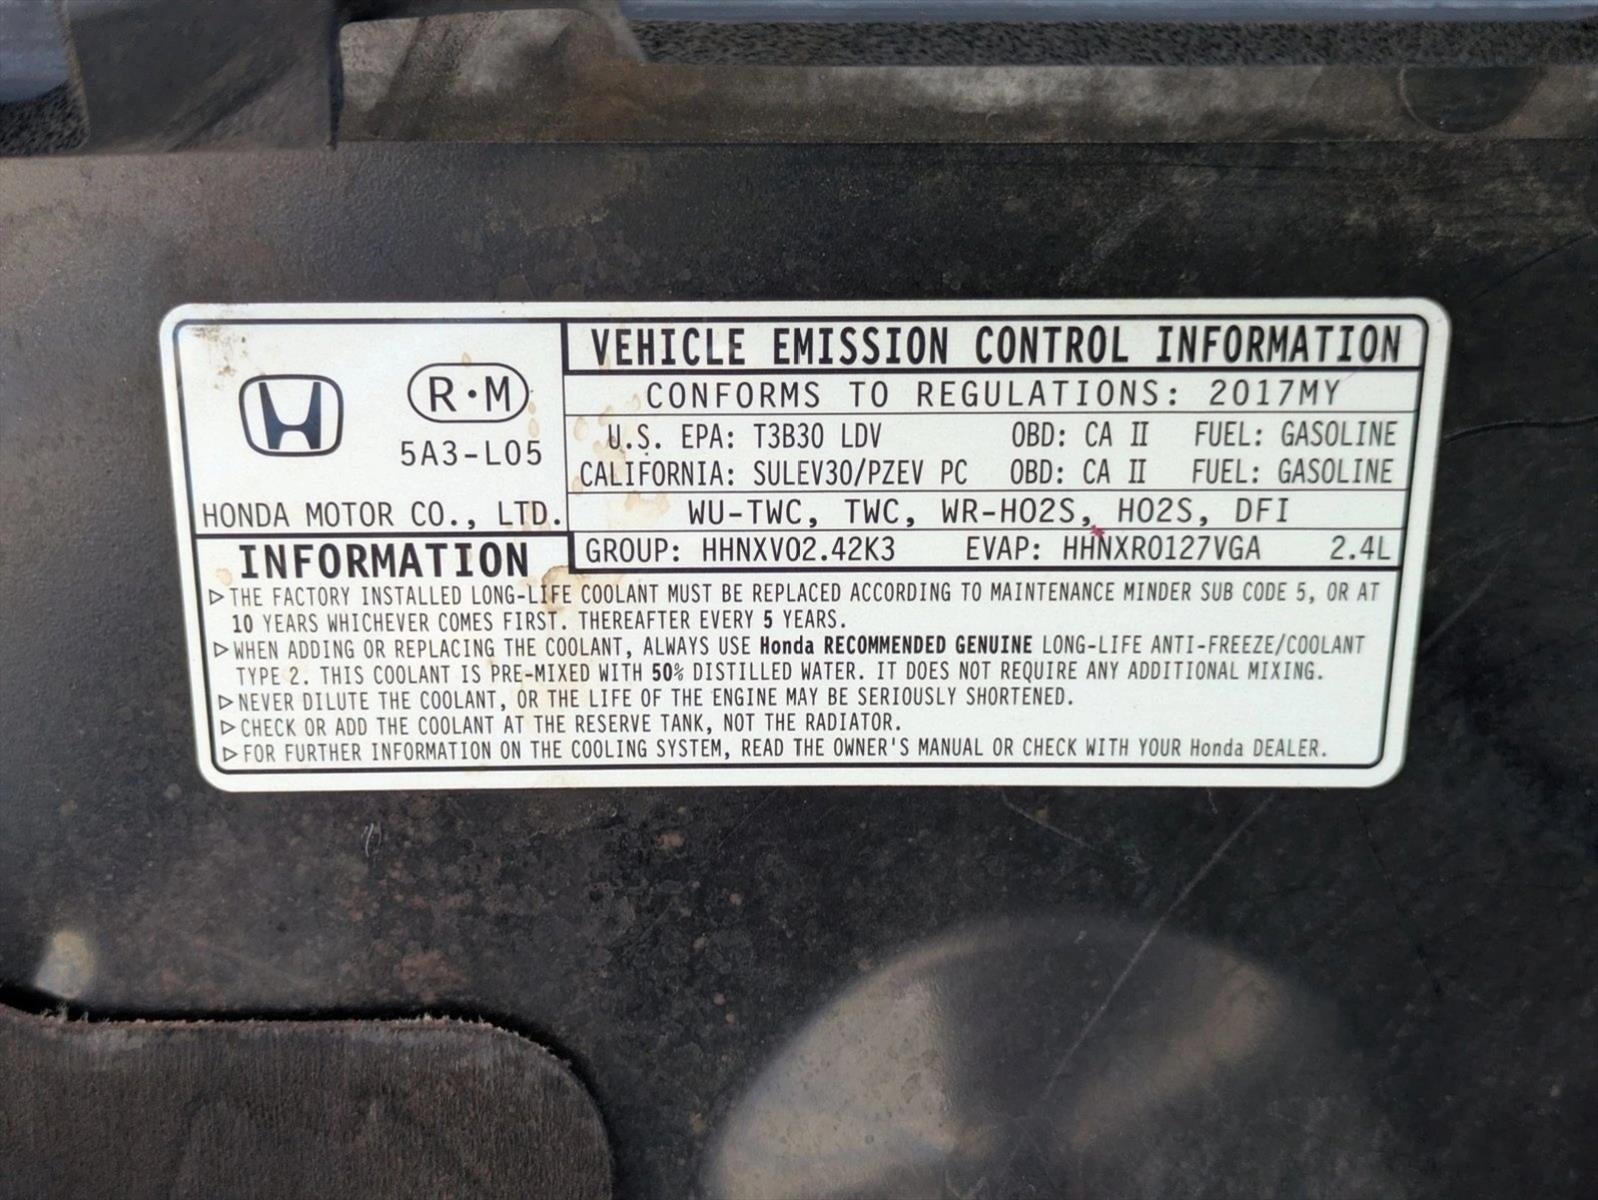 R·M
5A3-L05
HONDA MOTOR CO., LTD.
VEHICLE EMISSION CONTROL INFORMATION
CONFORMS TO REGULATIONS: 2017MY
U.S. EPA: T3B30 LDV OBD: CA II FUEL: GASOLINE
CALIFORNIA: SULEV30/PZEV PC OBD: CA II FUEL: GASOLINE
WU-TWC, TWC, WR-HO2S, HO2S, DFI
GROUP: HHNXV02.42K3 EVAP: HHNXR0127VGA 2.4L
INFORMATION
▷THE FACTORY INSTALLED LONG-LIFE COOLANT MUST BE REPLACED ACCORDING TO MAINTENANCE MINDER SUB CODE 5, OR AT
10 YEARS WHICHEVER COMES FIRST. THEREAFTER EVERY 5 YEARS.
▷WHEN ADDING OR REPLACING THE COOLANT, ALWAYS USE Honda RECOMMENDED GENUINE LONG-LIFE ANTI-FREEZE/COOLANT
TYPE 2. THIS COOLANT IS PRE-MIXED WITH 50% DISTILLED WATER. IT DOES NOT REQUIRE ANY ADDITIONAL MIXING.
▷NEVER DILUTE THE COOLANT, OR THE LIFE OF THE ENGINE MAY BE SERIOUSLY SHORTENED.
▷CHECK OR ADD THE COOLANT AT THE RESERVE TANK, NOT THE RADIATOR.
▷FOR FURTHER INFORMATION ON THE COOLING SYSTEM, READ THE OWNER'S MANUAL OR CHECK WITH YOUR Honda DEALER.